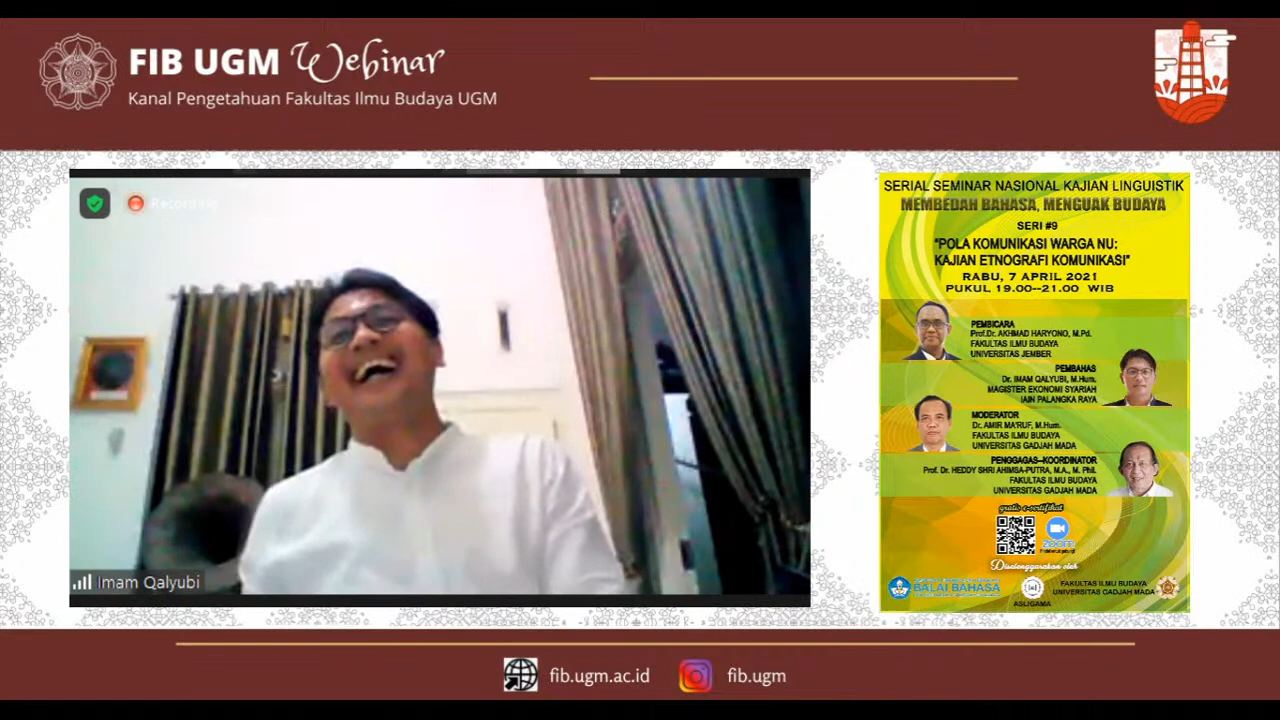 FIB UGM Webinar
Kanal Pengetahuan Fakultas Ilmu Budaya UGM
Imam Qalyubi
SERIAL SEMINAR NASIONAL KAJIAN LINGUISTIK
MEMBEDAH BAHASA, MENGUAK BUDAYA
SERI #9
"POLA KOMUNIKASI WARGA NU:
KAJIAN ETNOGRAFI KOMUNIKASI"
RABU, 7 APRIL 2021
PUKUL 19.00--21.00 WIB
PEMBICARA
Prof.Dr. AKHMAD HARYONO, M.Pd.
FAKULTAS ILMU BUDAYA
UNIVERSITAS JEMBER
PEMBAHAS
Dr. IMAM QALYUBI, M.Hum.
MAGISTER EKONOMI SYARIAH
IAIN PALANGKA RAYA
MODERATOR
Dr. AMIR MA'RUF, M.Hum.
FAKULTAS ILMU BUDAYA
UNIVERSITAS GADJAH MADA
PENGGAGAS--KOORDINATOR
Prof. Dr. HEDDY SHRI AHIMSA-PUTRA, M.A., M. Phil.
FAKULTAS ILMU BUDAYA
UNIVERSITAS GADJAH MADA
gratis e-sertifikat
zoom
Diselenggarakan oleh
BALAI BAHASA
ASLIGAMA
FAKULTAS ILMU BUDAYA
UNIVERSITAS GADJAH MADA
fib.ugm.ac.id
fib.ugm